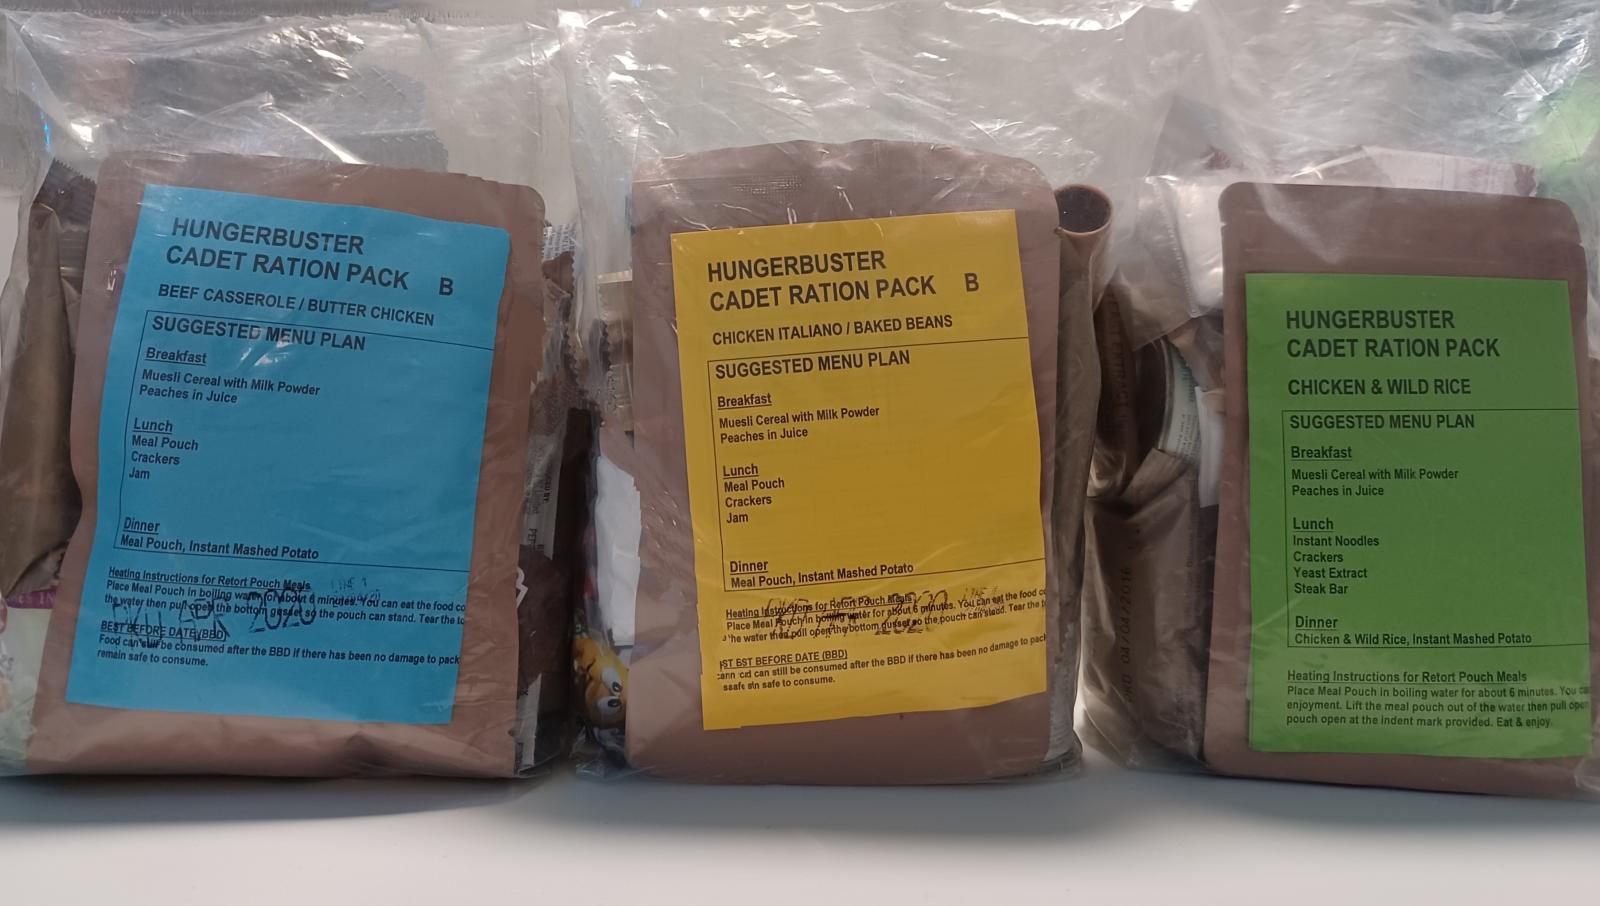 HUNGERBUSTER
CADET RATION PACK B
BEEF CASSEROLE / BUTTER CHICKEN
SUGGESTED MENU PLAN
Breakfast
Muesli Cereal with Milk Powder
Peaches in Juice
Lunch
Meal Pouch
Crackers
Jam
Dinner
Meal Pouch, Instant Mashed Potato
Heating Instructions for Retort Pouch Meals
Place Meal Pouch in boiling water for about 6 minutes. You can eat the food
the water then pull open the bottom gusset so the pouch can stand. Tear the
2020
BEST BEFORE DATE (BBD)
Food can still be consumed after the BBD if there has been no damage to pack
remain safe to consume.
HUNGERBUSTER
CADET RATION PACK B
CHICKEN ITALIANO / BAKED BEANS
SUGGESTED MENU PLAN
Breakfast
Muesli Cereal with Milk Powder
Peaches in Juice
Lunch
Meal Pouch
Crackers
Jam
Dinner
Meal Pouch, Instant Mashed Potato
Heating Instructions for Retort Pouch Meals
Place Meal Pouch in boiling water for about 6 minutes. You can eat the food
the water then pull open the bottom gusset so the pouch can stand. Tear the
BEST BEFORE DATE (BBD)
can still be consumed after the BBD if there has been no damage to pack
safe to consume.
04/04/2016
HUNGERBUSTER
CADET RATION PACK
CHICKEN & WILD RICE
SUGGESTED MENU PLAN
Breakfast
Muesli Cereal with Milk Powder
Peaches in Juice
Lunch
Instant Noodles
Crackers
Yeast Extract
Steak Bar
Dinner
Chicken & Wild Rice, Instant Mashed Potato
Heating Instructions for Retort Pouch Meals
Place Meal Pouch in boiling water for about 6 minutes. You
enjoyment. Lift the meal pouch out of the water then pull open
pouch open at the indent mark provided. Eat & enjoy.